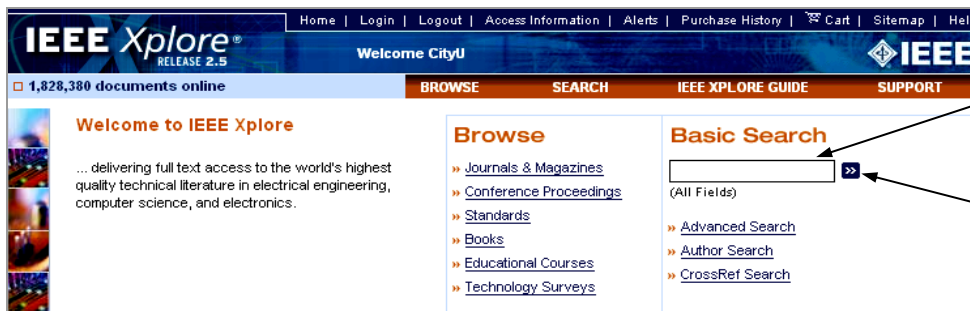 Home | Login | Logout | Access Information | Alerts | Purchase History | Cart | Sitemap |
IEEE Xplore®
RELEASE 2.5
Welcome CityU
IEEE
1,828,380 documents online
BROWSE SEARCH IEEE XPLORE GUIDE SUPPORT
Welcome to IEEE Xplore
... delivering full text access to the world's highest
quality technical literature in electrical engineering,
computer science, and electronics.
Browse
» Journals & Magazines
» Conference Proceedings
» Standards
» Books
» Educational Courses
» Technology Surveys
Basic Search
»
(All Fields)
» Advanced Search
» Author Search
» CrossRef Search